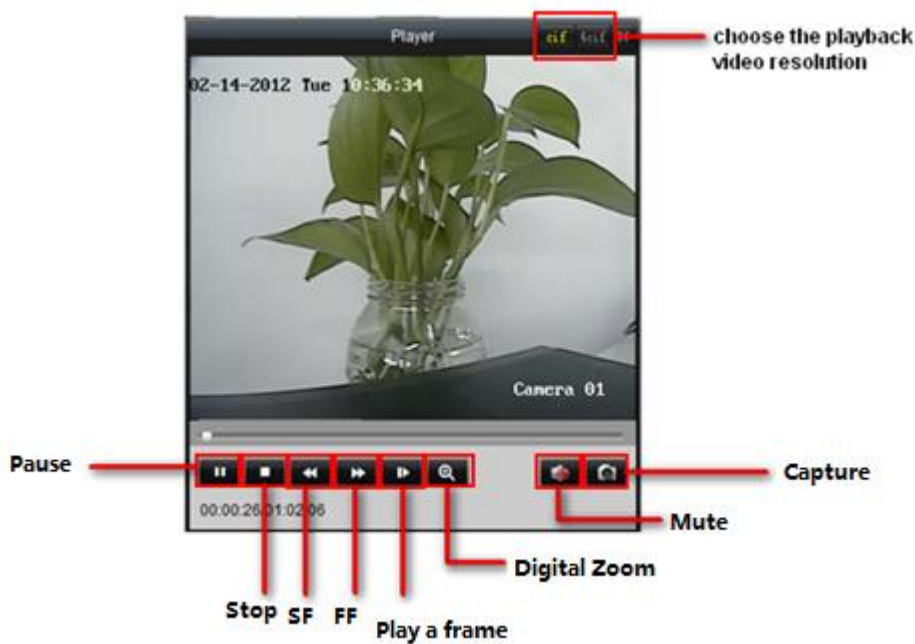 Player
cif 4cif
choose the playback
video resolution
02-14-2012 Tue 10:36:34
Camera 01
Pause
Capture
00:00:26/01:02:06
Mute
Digital Zoom
Stop SF FF
Play a frame